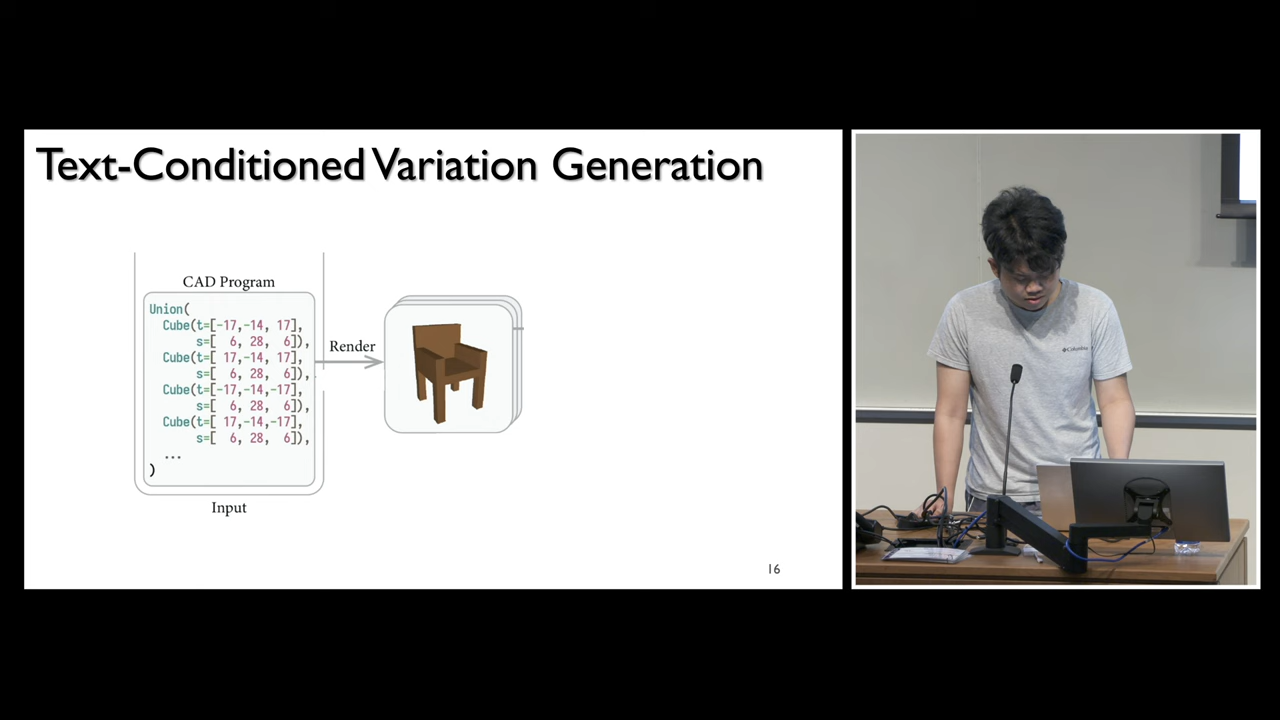 Text-Conditioned Variation Generation
CAD Program
Union(
Cube(t=[-17,-14, 17],
s=[ 6, 28, 6]),
Cube(t=[ 17,-14, 17],
s=[ 6, 28, 6]),
Cube(t=[-17,-14,-17],
s=[ 6, 28, 6]),
Cube(t=[ 17,-14,-17],
s=[ 6, 28, 6]),
...
)
Input
Render
16
Columbia